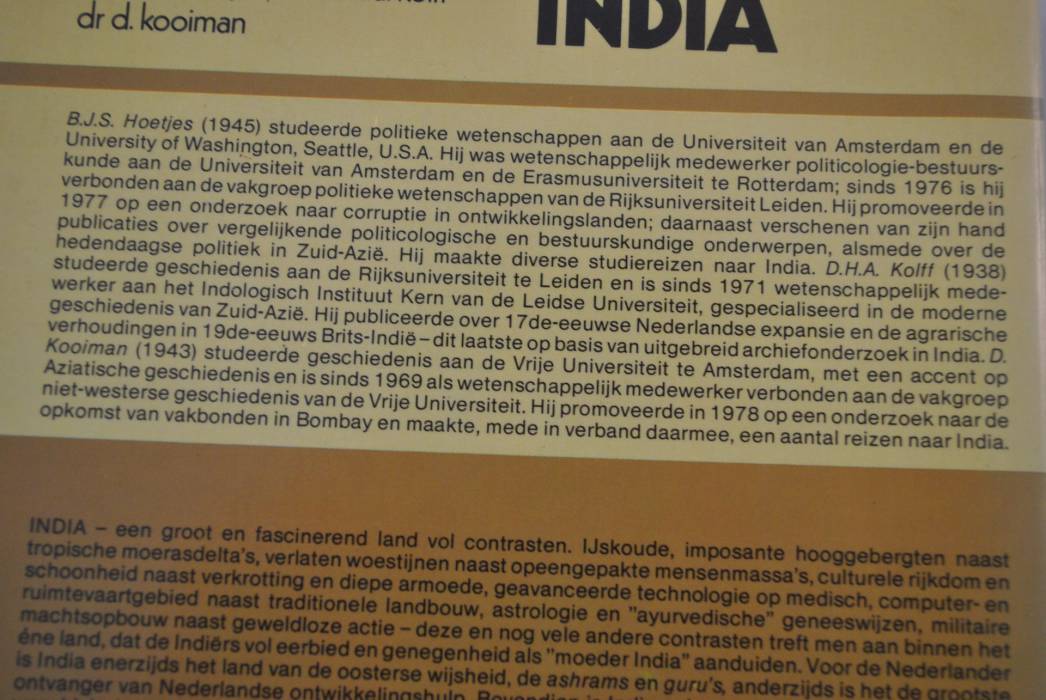 dr d. kooiman
INDIA
B.J.S. Hoetjes (1945) studeerde politieke wetenschappen aan de Universiteit van Amsterdam en de
University of Washington, Seattle, U.S.A. Hij was wetenschappelijk medewerker politicologie-bestuurs-
kunde aan de Universiteit van Amsterdam en de Erasmusuniversiteit te Rotterdam; sinds 1976 is hij
verbonden aan de vakgroep politieke wetenschappen van de Rijksuniversiteit Leiden. Hij promoveerde in
1977 op een onderzoek naar corruptie in ontwikkelingslanden; daarnaast verschenen van zijn hand
publicaties over vergelijkende politicologische en bestuurskundige onderwerpen, alsmede over de
hedendaagse politiek in Zuid-Azië. Hij maakte diverse studiereizen naar India. D.H.A. Kolff (1938)
studeerde geschiedenis aan de Rijksuniversiteit te Leiden en is sinds 1971 wetenschappelijk mede-
werker aan het Indologisch Instituut Kern van de Leidse Universiteit, gespecialiseerd in de moderne
geschiedenis van Zuid-Azië. Hij publiceerde over 17de-eeuwse Nederlandse expansie en de agrarische
verhoudingen in 19de-eeuws Brits-Indië – dit laatste op basis van uitgebreid archiefonderzoek in India. D.
Kooiman (1943) studeerde geschiedenis aan de Vrije Universiteit te Amsterdam, met een accent op
Aziatische geschiedenis en is sinds 1969 als wetenschappelijk medewerker verbonden aan de vakgroep
niet-westerse geschiedenis van de Vrije Universiteit. Hij promoveerde in 1978 op een onderzoek naar de
opkomst van vakbonden in Bombay en maakte, mede in verband daarmee, een aantal reizen naar India.
INDIA – een groot en fascinerend land vol contrasten. IJskoude, imposante hooggebergten naast
tropische moerasdelta's, verlaten woestijnen naast opeengepakte mensenmassa's, culturele rijkdom en
schoonheid naast verkrotting en diepe armoede, geavanceerde technologie op medisch, computer- en
ruimtevaartgebied naast traditionele landbouw, astrologie en "ayurvedische" geneeswijzen, militaire
machtsopbouw naast geweldloze actie – deze en nog vele andere contrasten treft men aan binnen het
éne land, dat de Indiërs vol eerbied en genegenheid als "moeder India" aanduiden. Voor de Nederlander
is India enerzijds het land van de oosterse wijsheid, de ashrams en guru's, anderzijds is het de grootste
ontvanger van Nederlandse ontwikkelingshulp.